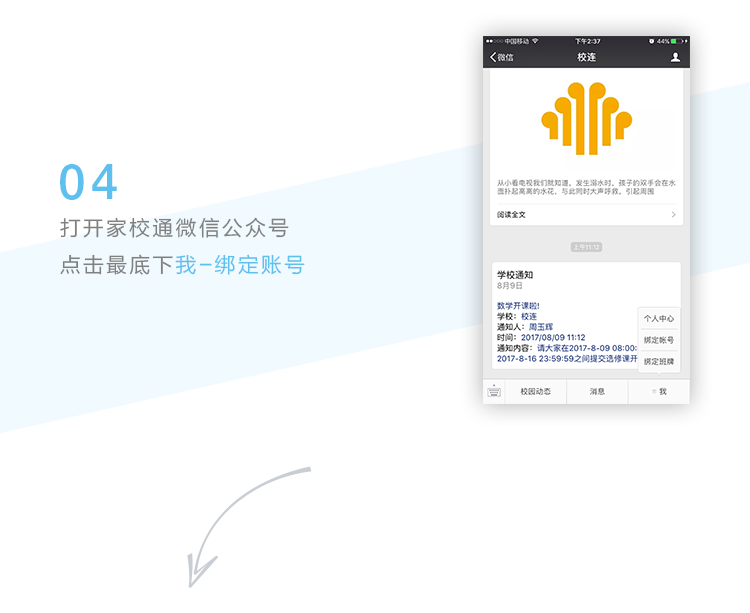 04
打开家校通微信公众号
点击最底下我-绑定账号
中国移动
下午2:37
44%
微信
校连
从小看电视我们就知道，发生溺水时，孩子的双手会在水
面扑起高高的水花，与此同时大声呼救，引起周围
阅读全文
上午11:12
学校通知
8月9日
数学开课啦!
学校：校连
通知人：周玉辉
时间：2017/08/09 11:12
通知内容：请大家在2017-8-09 08:00:
2017-8-16 23:59:59之间提交选修课开
个人中心
绑定帐号
绑定班牌
校园动态
消息
我